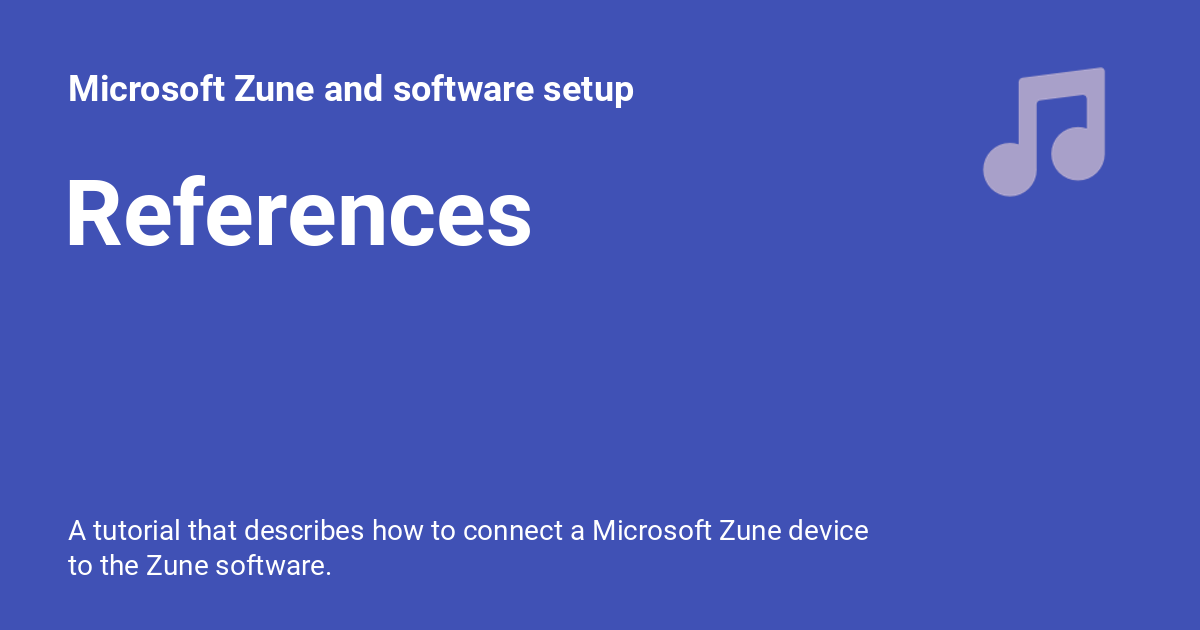 Microsoft Zune and software setup
References
A tutorial that describes how to connect a Microsoft Zune device
to the Zune software.